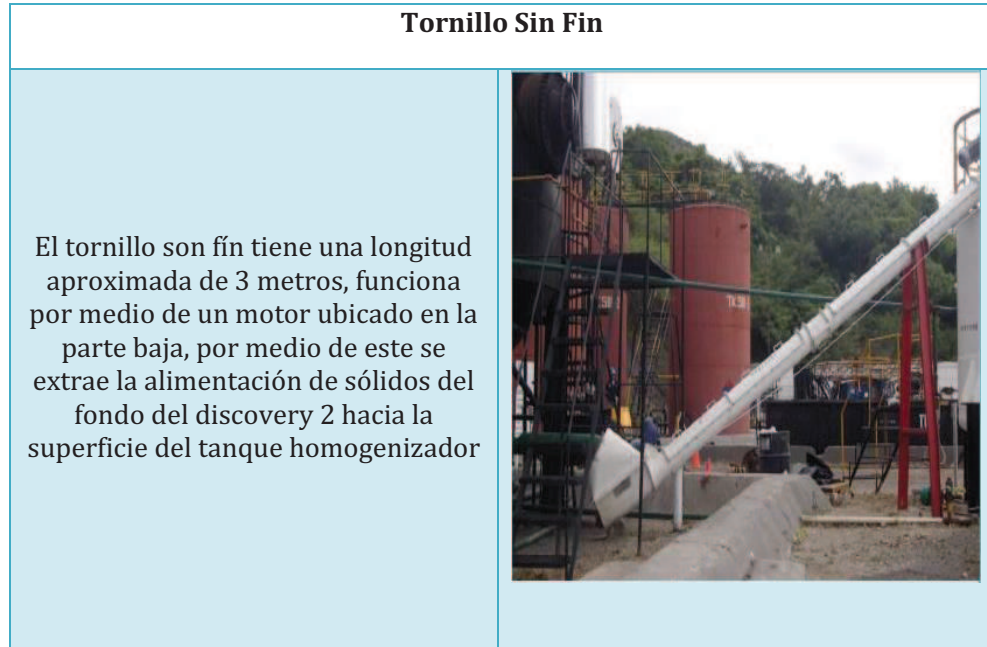 Tornillo Sin Fin
El tornillo son fín tiene una longitud
aproximada de 3 metros, funciona
por medio de un motor ubicado en la
parte baja, por medio de este se
extrae la alimentación de sólidos del
fondo del discovery 2 hacia la
superficie del tanque homogenizador